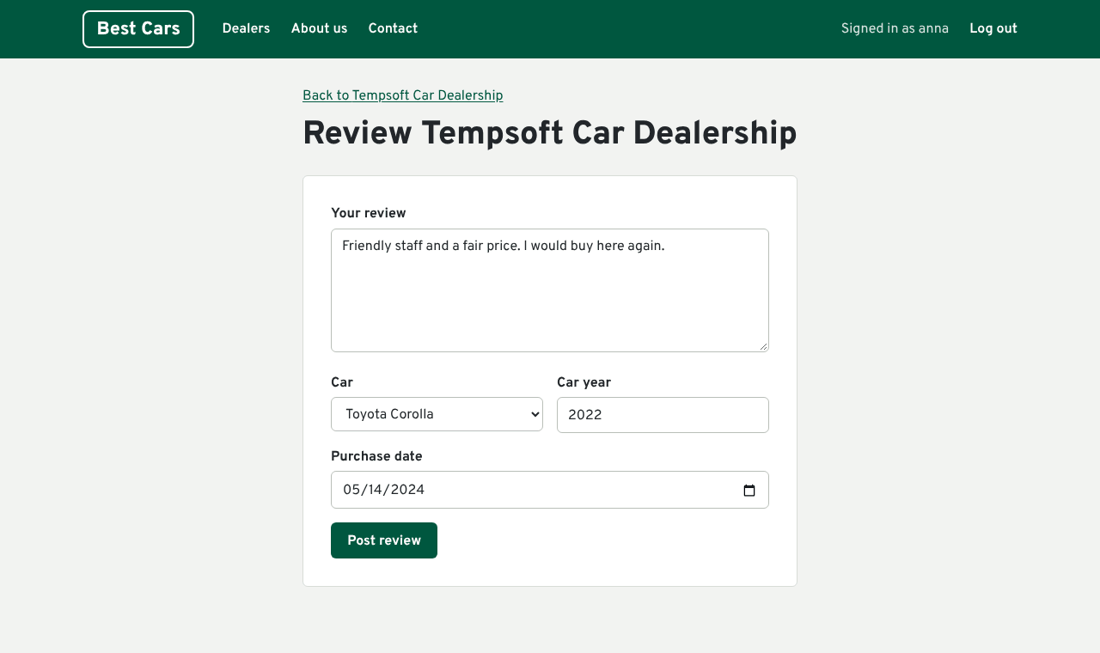 Best Cars
Dealers
About us
Contact
Signed in as anna
Log out
Back to Tempsoft Car Dealership
Review Tempsoft Car Dealership
Your review
Friendly staff and a fair price. I would buy here again.
Car
Car year
Toyota Corolla
2022
Purchase date
05/14/2024
Post review